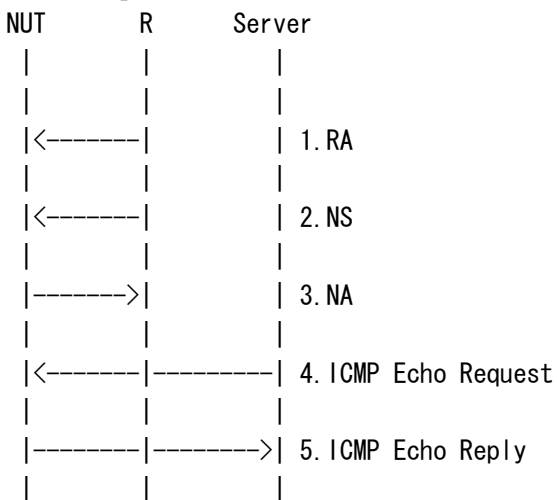 NUT R Server
| | |
| | |
|<-------| | 1.RA
| | |
|<-------| | 2.NS
| | |
|------->| | 3.NA
| | |
|<-------|---------| 4.ICMP Echo Request
| | |
|--------|-------->| 5.ICMP Echo Reply
| | |